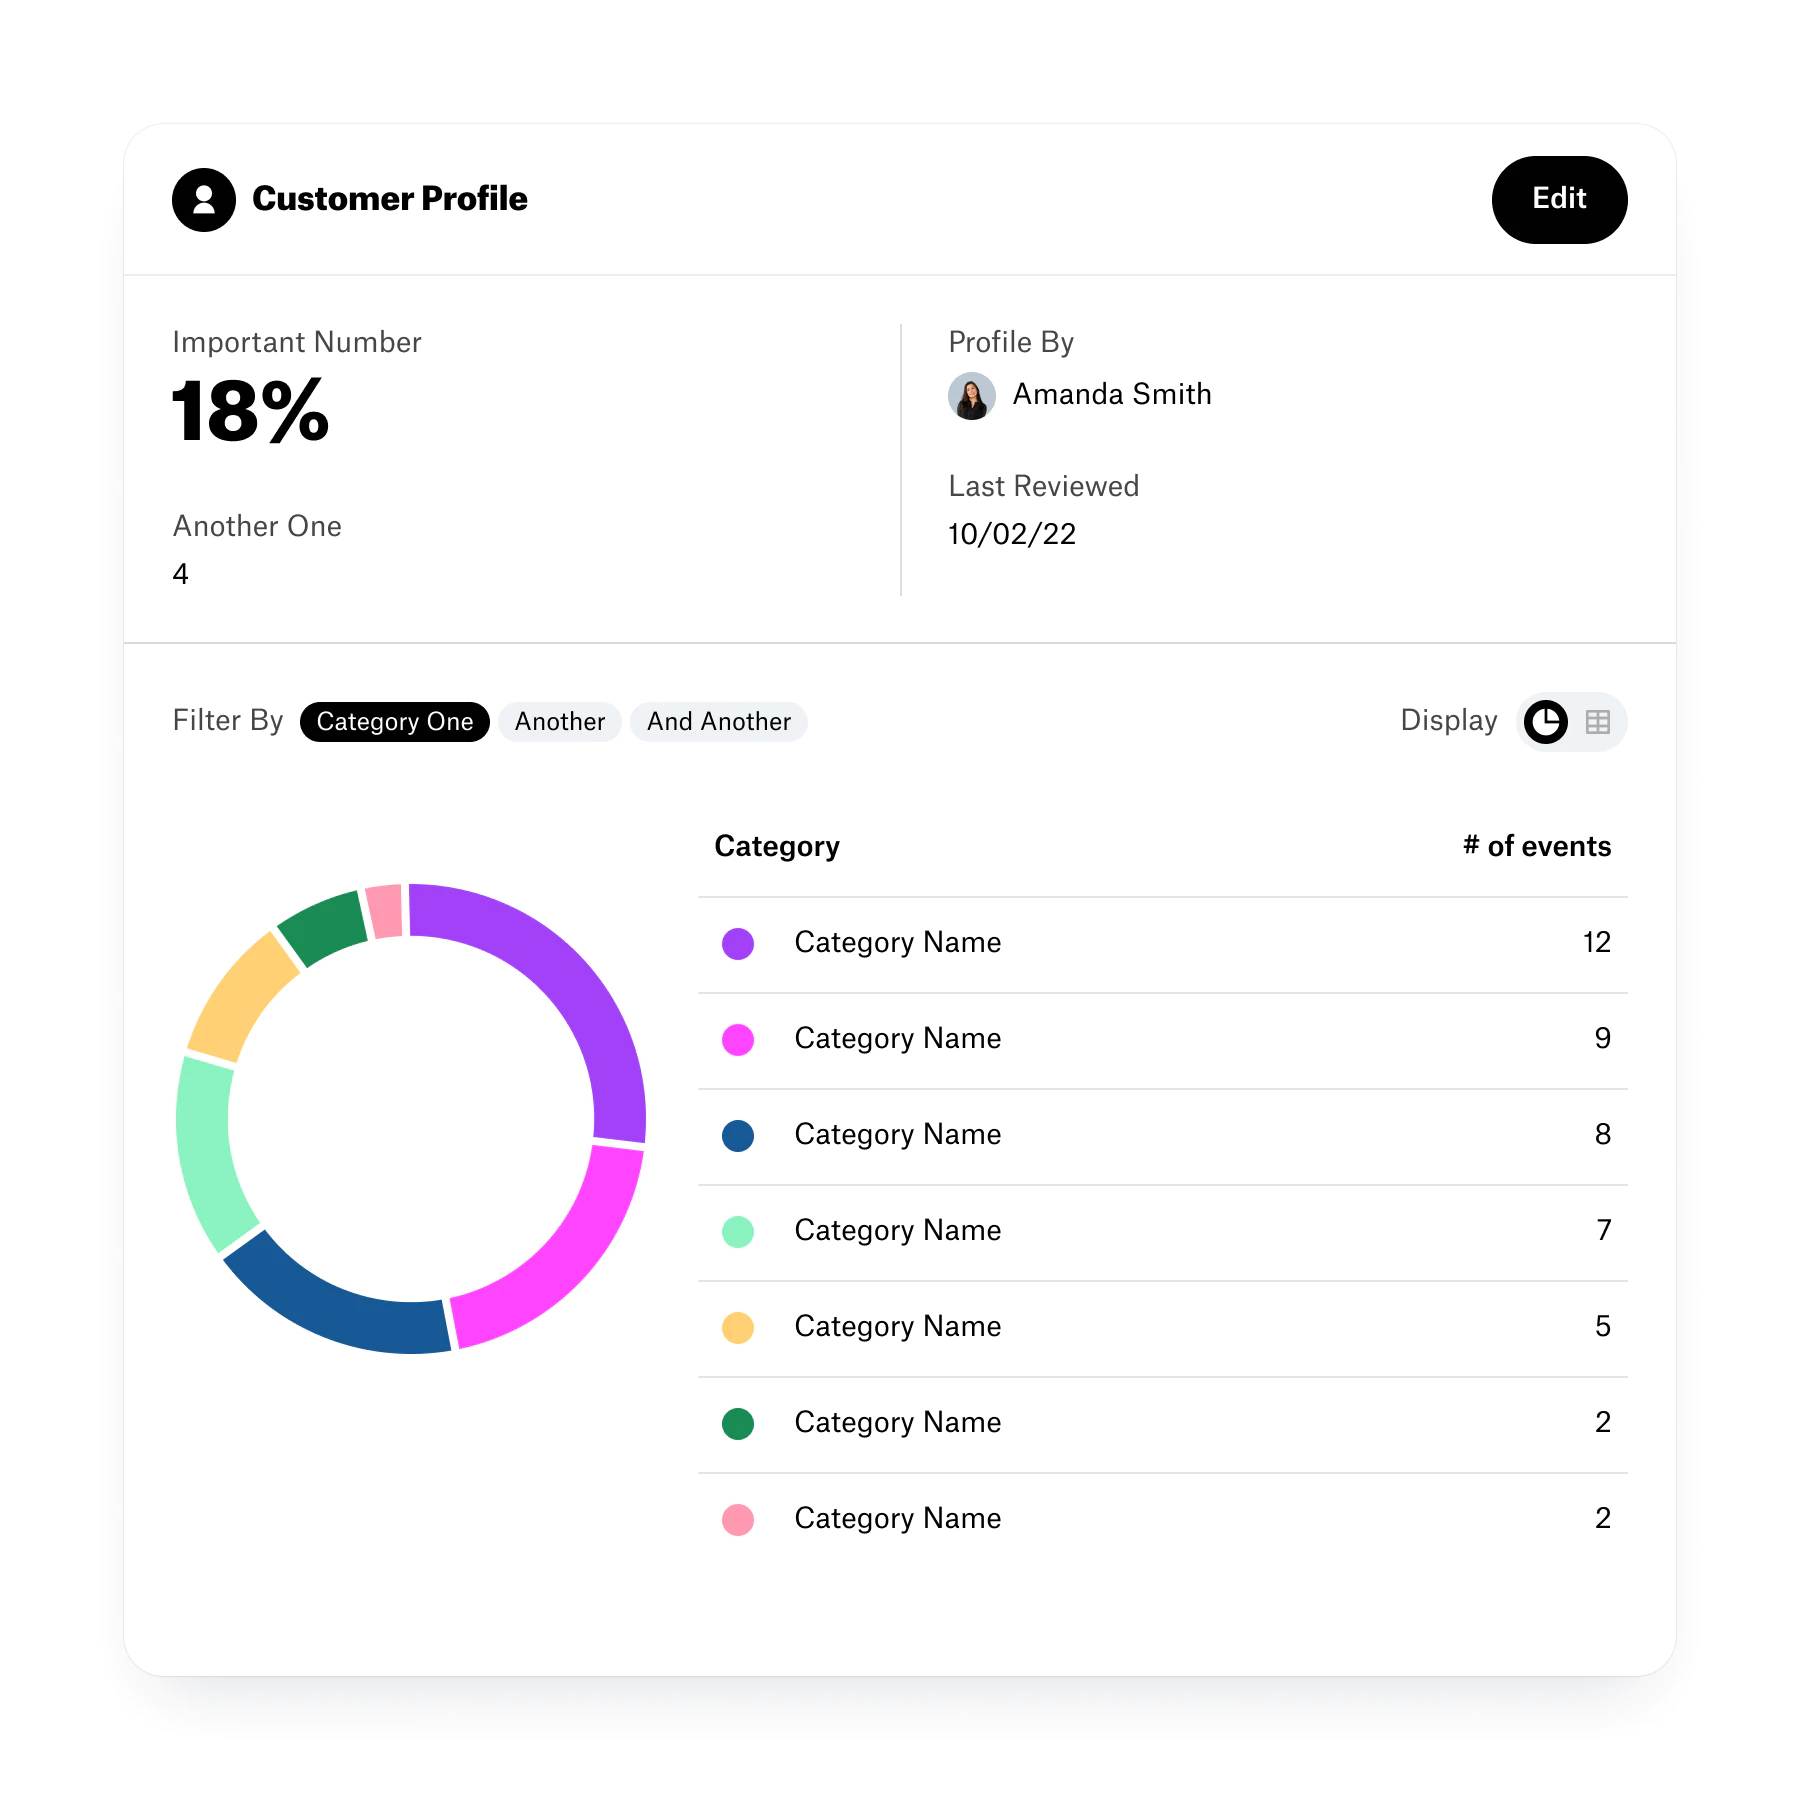 Customer Profile
Edit
Important Number
18%
Another One
4
Profile By
Amanda Smith
Last Reviewed
10/02/22
Filter By Category One Another And Another
Display
Category # of events
Category Name 12
Category Name 9
Category Name 8
Category Name 7
Category Name 5
Category Name 2
Category Name 2